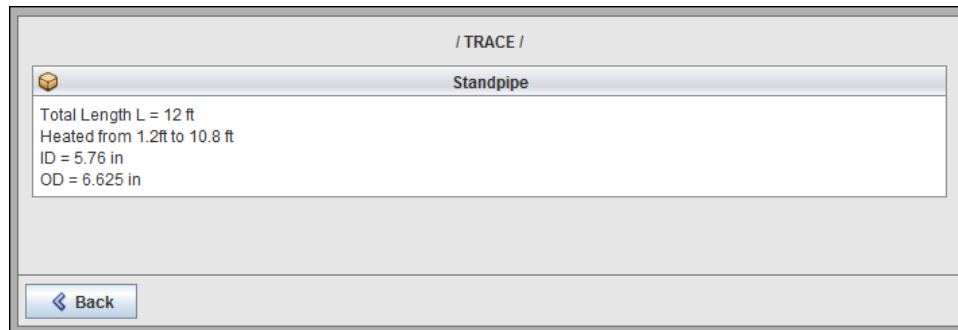 / TRACE /
Standpipe
Total Length L = 12 ft
Heated from 1.2ft to 10.8 ft
ID = 5.76 in
OD = 6.625 in
Back